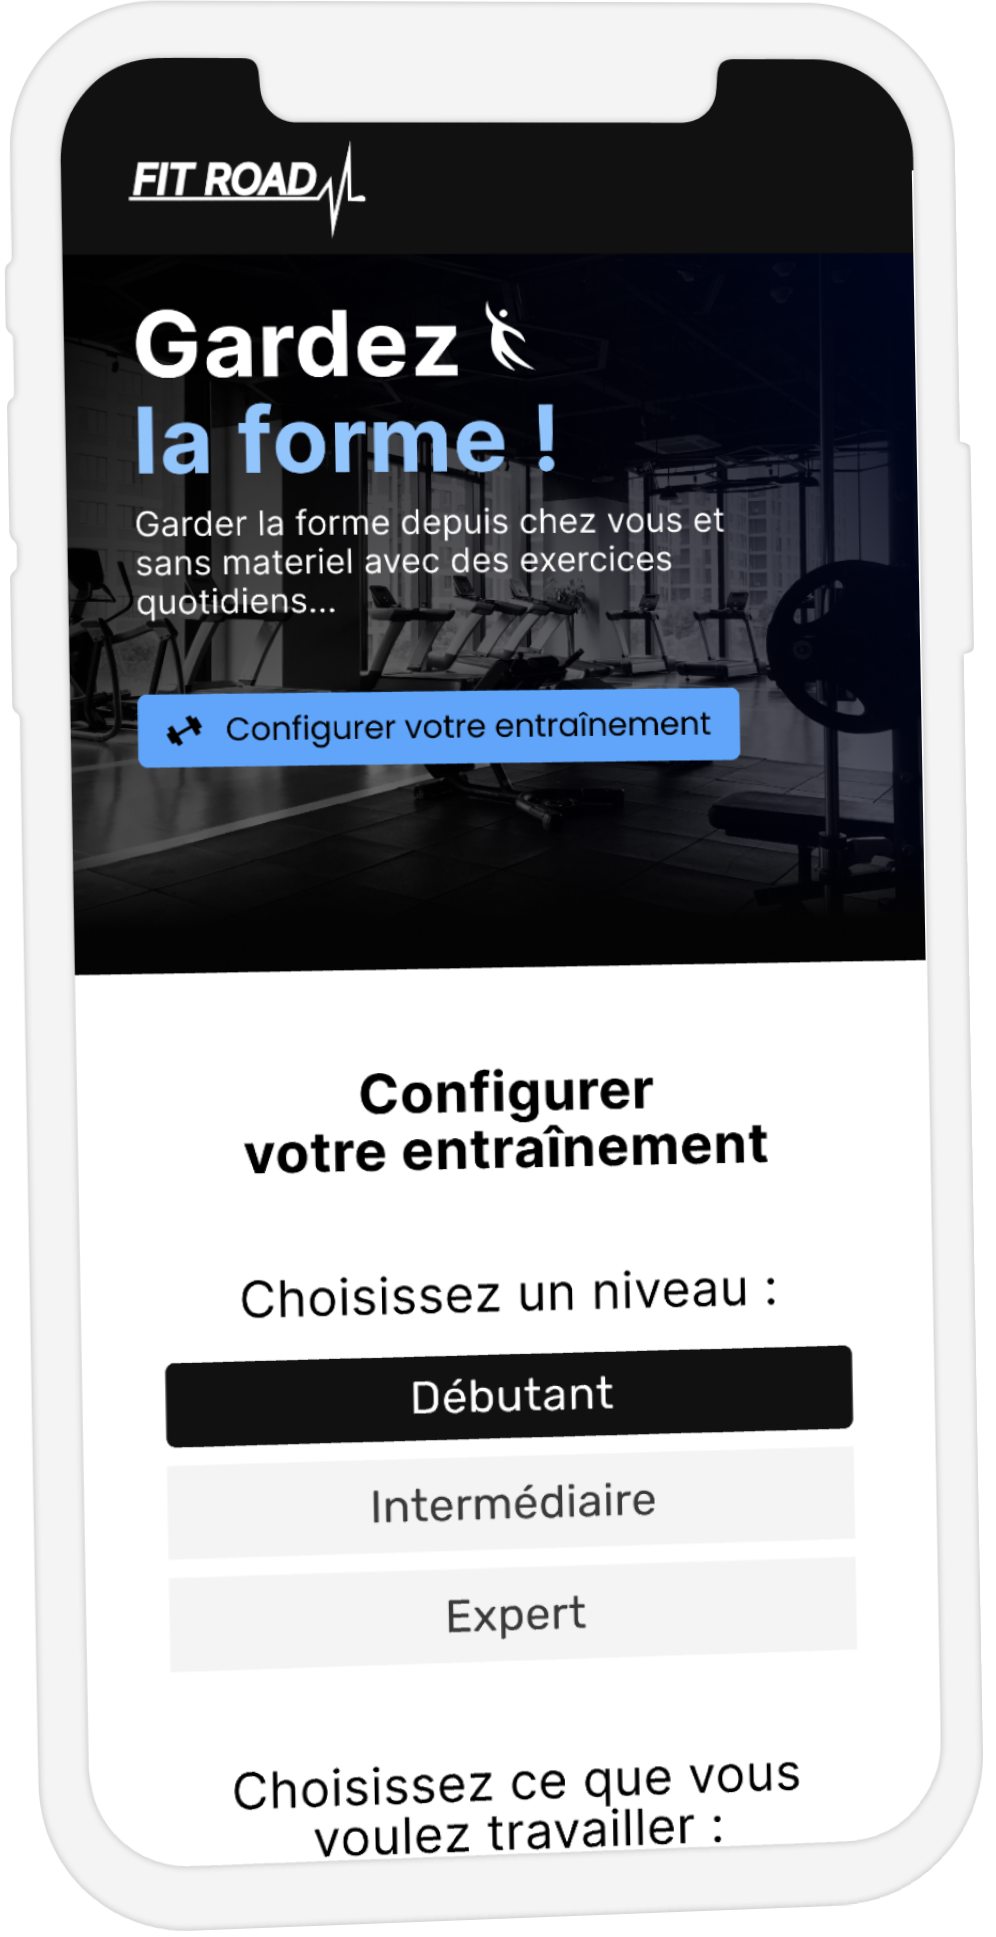 FIT ROAD
Gardez
la forme !
Garder la forme depuis chez vous et
sans materiel avec des exercices
quotidiens...
Configurer votre entraînement
Configurer
votre entraînement
Choisissez un niveau :
Débutant
Intermédiaire
Expert
Choisissez ce que vous
voulez travailler :